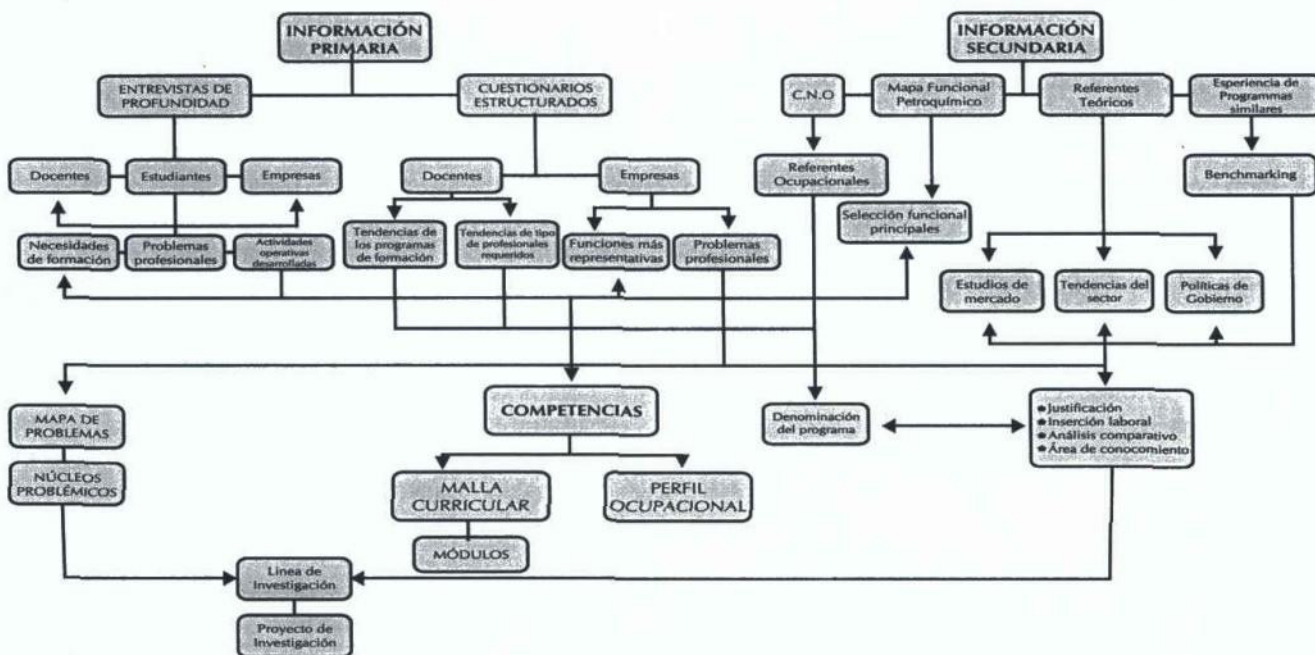 INFORMACIÓN
PRIMARIA
INFORMACIÓN
SECUNDARIA
ENTREVISTAS DE
PROFUNDIDAD
CUESTIONARIOS
ESTRUCTURADOS
C.N.O
Mapa Funcional
Petroquímico
Referentes
Teóricos
Esperiencia de
Programmas
similares
Docentes
Estudiantes
Empresas
Docentes
Empresas
Referentes
Ocupacionales
Benchmarking
Necesidades
de formación
Problemas
profesionales
Actividades
operativas
desarrolladas
Tendencias de
los programas
de formación
Tendencias de tipo
de profesionales
requeridos
Funciones más
representativas
Problemas
profesionales
Selección funcional
principales
Estudios de
mercado
Tendencias del
sector
Políticas de
Gobierno
MAPA DE
PROBLEMAS
NÚCLEOS
PROBLÉMICOS
COMPETENCIAS
Denominación
del programa
Justificación
Inserción laboral
Análisis comparativo
Área de conocimiento
MALLA
CURRICULAR
PERFIL
OCUPACIONAL
MÓDULOS
Linea de
Investigación
Proyecto de
Investigación